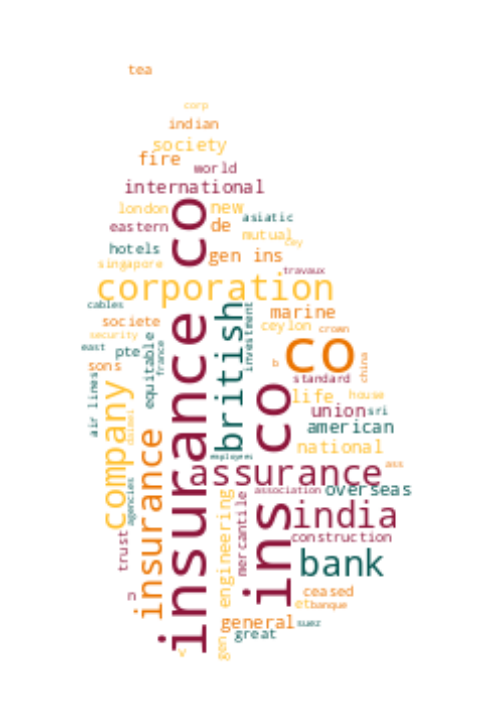 tea
corp
indian
society
fire
world
international
london
co
new
asiatic
eastern
de
mutual
cey
hotels
gen ins
singapore
travaux
corporation
cables
investment
marine
societe
insurance
british
ceylon
crown
security
equitable
france
co
east
pte
b
china
sons
standard
air lines
company
co
life
house
union
sri
dbimei
american
insurance
national
employees
assurance
ass
agencies
engineering
mercantile
association
overseas
ins
india
trust
construction
bank
n
ceased
et
banque
general
suez
gen
great
v